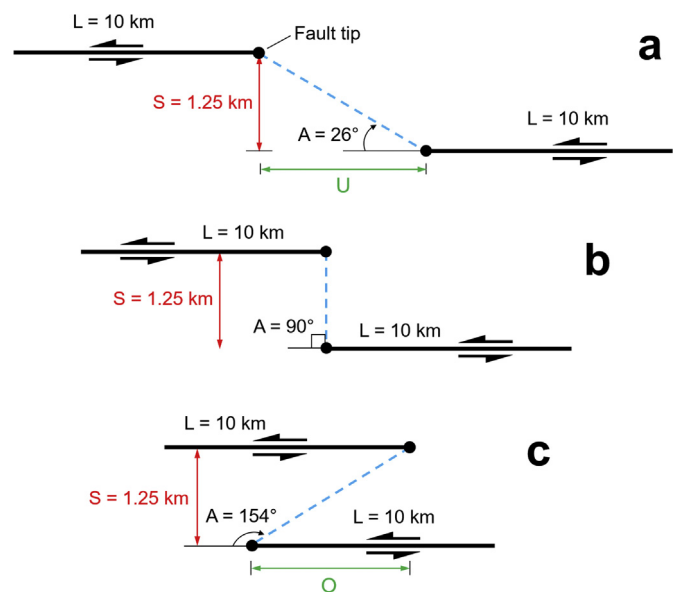 L = 10 km
Fault tip
a
S = 1.25 km
A = 26°
L = 10 km
U
L = 10 km
b
S = 1.25 km
A = 90°
L = 10 km
L = 10 km
c
S = 1.25 km
A = 154°
L = 10 km
O